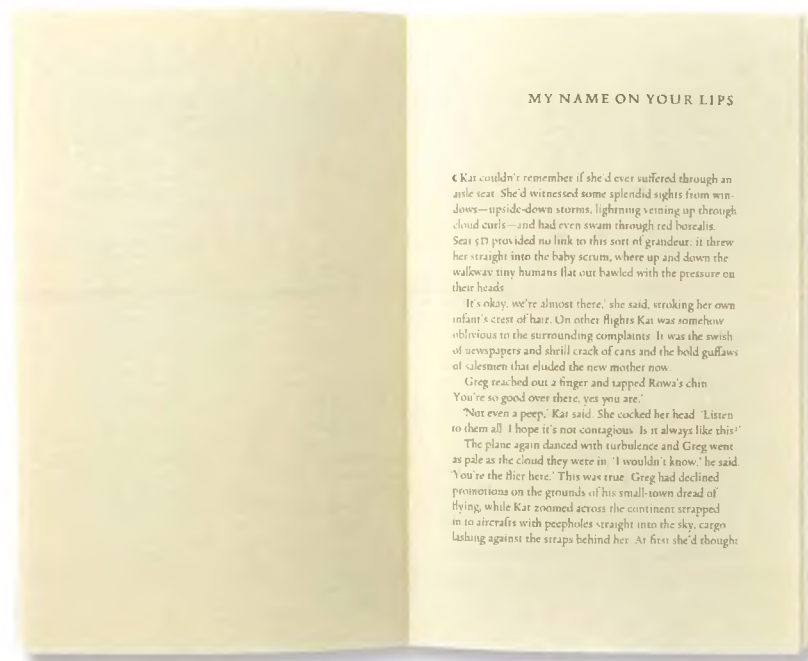 MY NAME ON YOUR LIPS
Kat couldn't remember if she'd ever suffered through an
aisle seat. She'd witnessed some splendid sights from win-
dows—upside-down storms, lightning veining up through
cloud curls—and had even swam through red borealis.
Seat 5D provided no link to this sort of grandeur; it threw
her straight into the baby scrum, where up and down the
walkway tiny humans flat out bawled with the pressure on
their heads.
'It's okay, we're almost there,' she said, stroking her own
infant's crest of hair. On other flights Kat was somehow
oblivious to the surrounding complaints. It was the swish
of newspapers and shrill crack of cans and the bold guffaws
of salesmen that eluded the new mother now.
Greg reached out a finger and tapped Rowa's chin.
'You're so good over there, yes you are.'
'Not even a peep,' Kat said. She cocked her head. 'Listen
to them all. I hope it's not contagious. Is it always like this?'
The plane again danced with turbulence and Greg went
as pale as the cloud they were in. 'I wouldn't know,' he said.
'You're the flier here.' This was true. Greg had declined
promotions on the grounds of his small-town dread of
flying, while Kat zoomed across the continent strapped
in to aircrafts with peepholes straight into the sky, cargo
lashing against the straps behind her. At first she'd thought